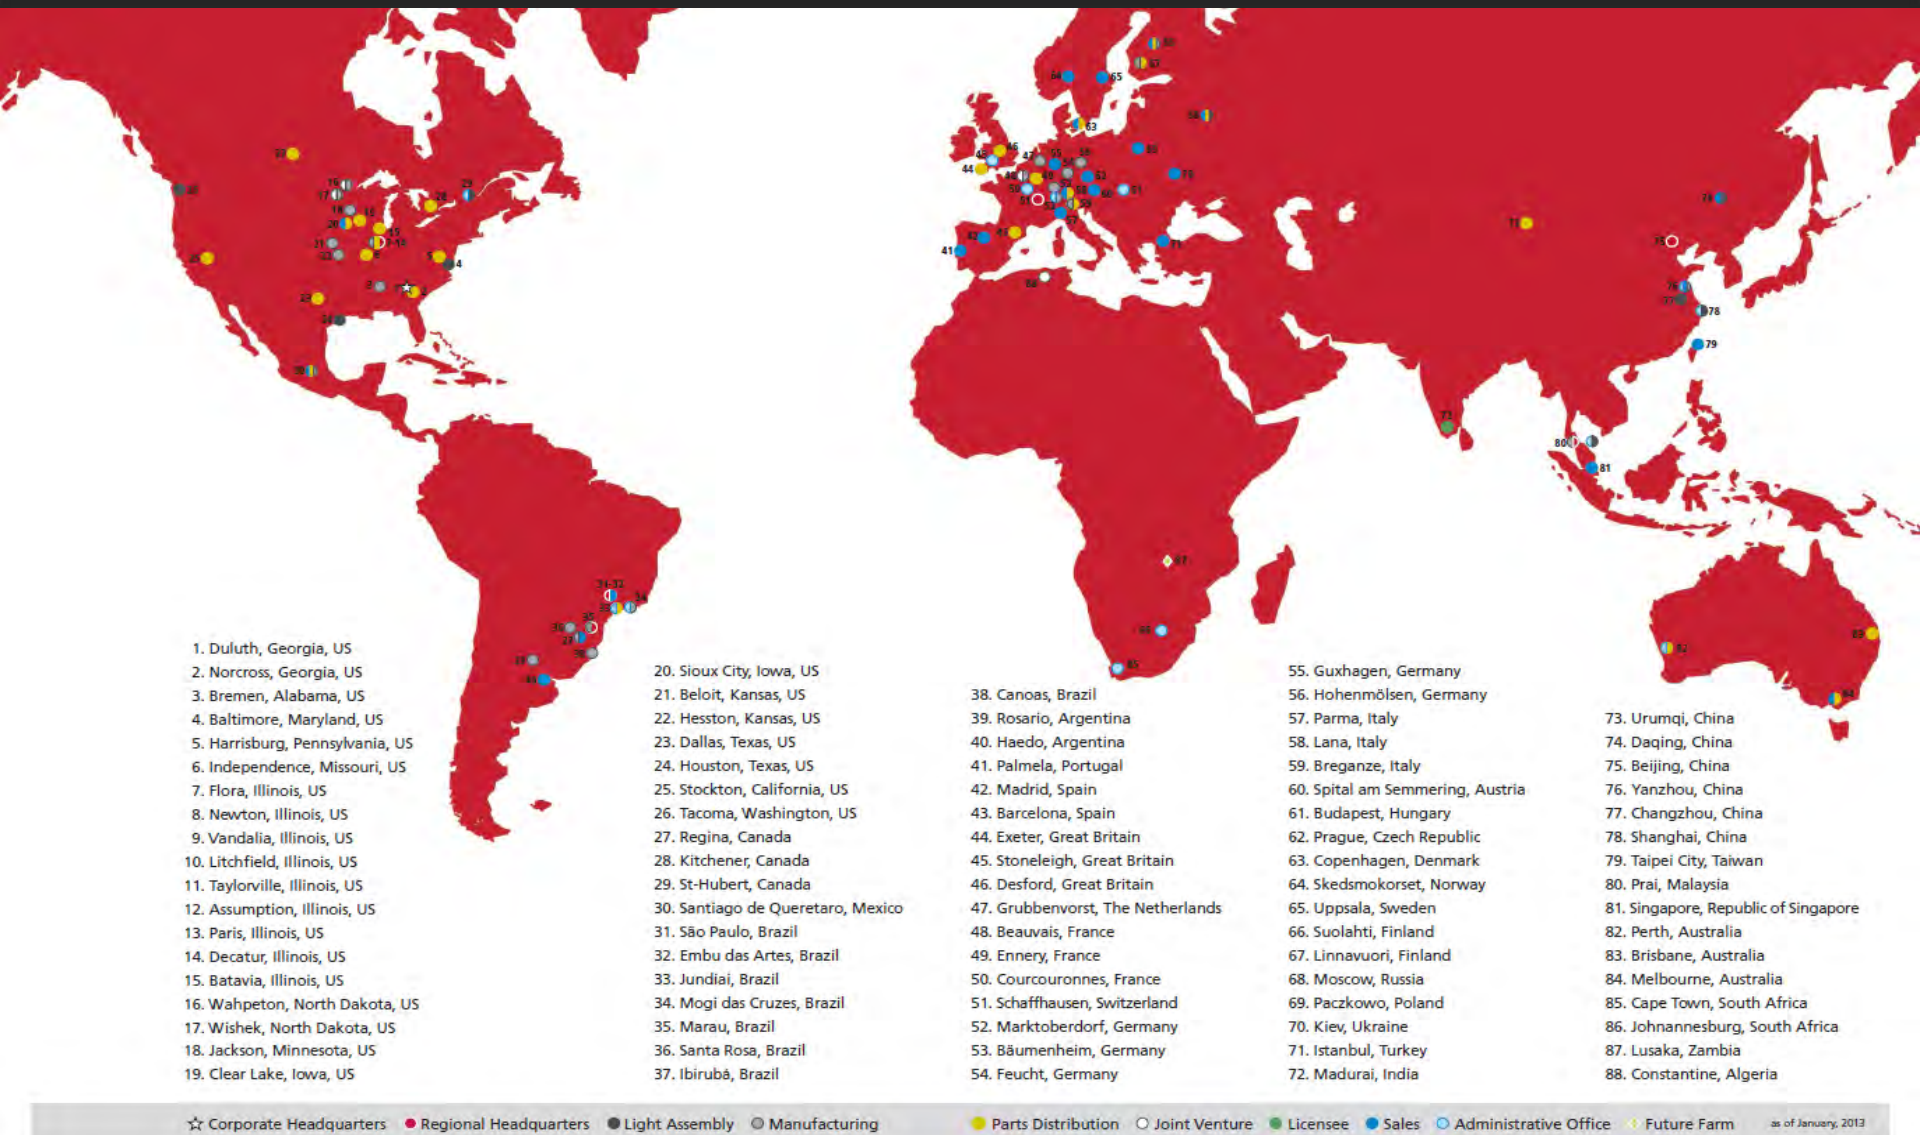 1. Duluth, Georgia, US
2. Norcross, Georgia, US
3. Bremen, Alabama, US
4. Baltimore, Maryland, US
5. Harrisburg, Pennsylvania, US
6. Independence, Missouri, US
7. Flora, Illinois, US
8. Newton, Illinois, US
9. Vandalia, Illinois, US
10. Litchfield, Illinois, US
11. Taylorville, Illinois, US
12. Assumption, Illinois, US
13. Paris, Illinois, US
14. Decatur, Illinois, US
15. Batavia, Illinois, US
16. Wahpeton, North Dakota, US
17. Wishek, North Dakota, US
18. Jackson, Minnesota, US
19. Clear Lake, Iowa, US
20. Sioux City, Iowa, US
21. Beloit, Kansas, US
22. Hesston, Kansas, US
23. Dallas, Texas, US
24. Houston, Texas, US
25. Stockton, California, US
26. Tacoma, Washington, US
27. Regina, Canada
28. Kitchener, Canada
29. St-Hubert, Canada
30. Santiago de Queretaro, Mexico
31. São Paulo, Brazil
32. Embu das Artes, Brazil
33. Jundiai, Brazil
34. Mogi das Cruzes, Brazil
35. Marau, Brazil
36. Santa Rosa, Brazil
37. Ibirubá, Brazil
38. Canoas, Brazil
39. Rosario, Argentina
40. Haedo, Argentina
41. Palmela, Portugal
42. Madrid, Spain
43. Barcelona, Spain
44. Exeter, Great Britain
45. Stoneleigh, Great Britain
46. Desford, Great Britain
47. Grubbenvorst, The Netherlands
48. Beauvais, France
49. Ennery, France
50. Courcouronnes, France
51. Schaffhausen, Switzerland
52. Marktoberdorf, Germany
53. Bäumenheim, Germany
54. Feucht, Germany
55. Guxhagen, Germany
56. Hohenmölsen, Germany
57. Parma, Italy
58. Lana, Italy
59. Breganze, Italy
60. Spital am Semmering, Austria
61. Budapest, Hungary
62. Prague, Czech Republic
63. Copenhagen, Denmark
64. Skedsmokorset, Norway
65. Uppsala, Sweden
66. Suolahti, Finland
67. Linnavuori, Finland
68. Moscow, Russia
69. Paczkowo, Poland
70. Kiev, Ukraine
71. Istanbul, Turkey
72. Madurai, India
73. Urumqi, China
74. Daqing, China
75. Beijing, China
76. Yanzhou, China
77. Changzhou, China
78. Shanghai, China
79. Taipei City, Taiwan
80. Prai, Malaysia
81. Singapore, Republic of Singapore
82. Perth, Australia
83. Brisbane, Australia
84. Melbourne, Australia
85. Cape Town, South Africa
86. Johnannesburg, South Africa
87. Lusaka, Zambia
88. Constantine, Algeria
Corporate Headquarters Regional Headquarters Light Assembly Manufacturing Parts Distribution Joint Venture Licensee Sales Administrative Office Future Farm as of January, 2013